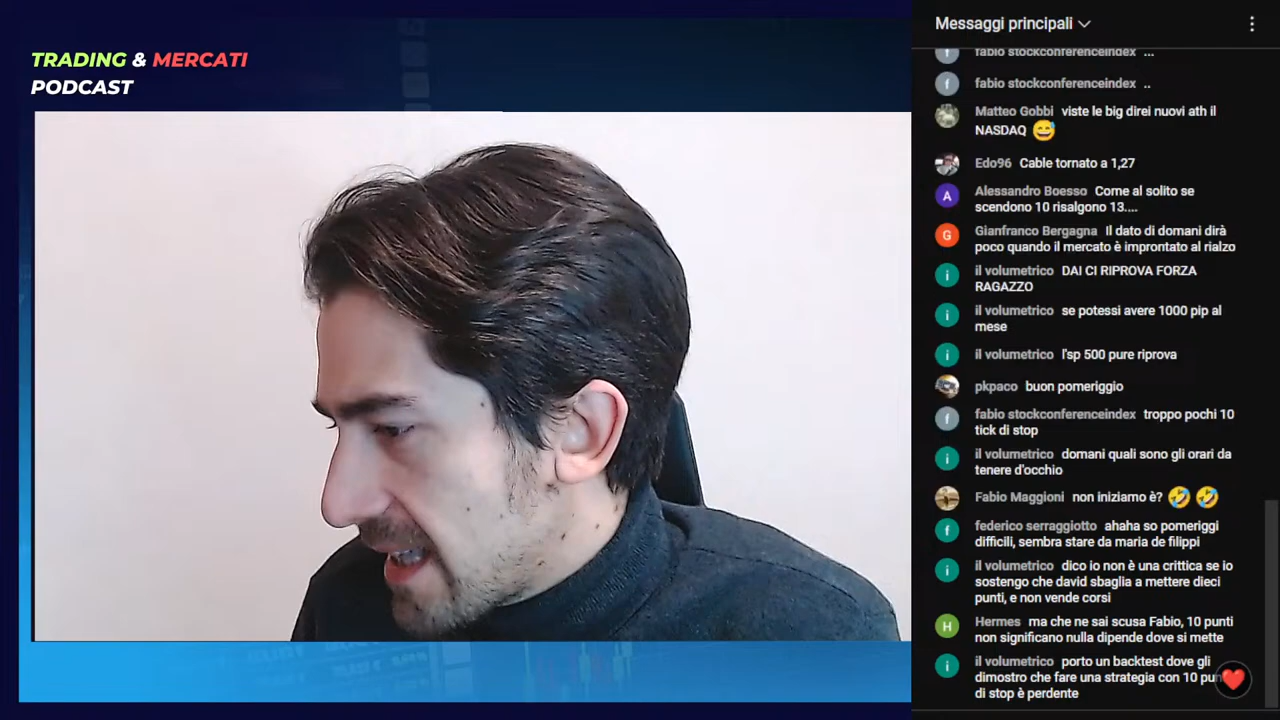 TRADING & MERCATI
PODCAST
Messaggi principali
fabio stockconferenceindex ...
fabio stockconferenceindex ..
Matteo Gobbi viste le big direi nuovi ath il
NASDAQ 😅
Edo96 Cable tornato a 1,27
A Alessandro Boesso Come al solito se
scendono 10 risalgono 13....
G Gianfranco Bergagna Il dato di domani dirà
poco quando il mercato è improntato al rialzo
i il volumetrico DAI CI RIPROVA FORZA
RAGAZZO
i il volumetrico se potessi avere 1000 pip al
mese
i il volumetrico l'sp 500 pure riprova
pkpaco buon pomeriggio
f fabio stockconferenceindex troppo pochi 10
tick di stop
i il volumetrico domani quali sono gli orari da
tenere d'occhio
Fabio Maggioni non iniziamo è? 🤣 🤣
f federico serraggiotto ahaha so pomeriggi
difficili, sembra stare da maria de filippi
i il volumetrico dico io non è una crittica se io
sostengo che david sbaglia a mettere dieci
punti, e non vende corsi
H Hermes ma che ne sai scusa Fabio, 10 punti
non significano nulla dipende dove si mette
i il volumetrico porto un backtest dove gli
dimostro che fare una strategia con 10
di stop è perdente